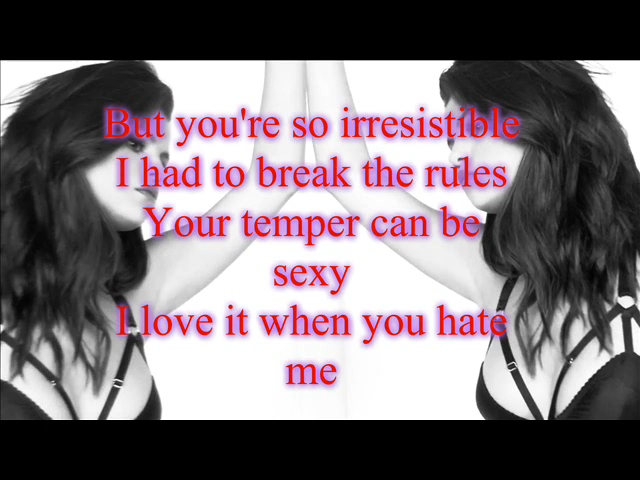 But you're so irresistible
I had to break the rules
Your temper can be
sexy
I love it when you hate
me